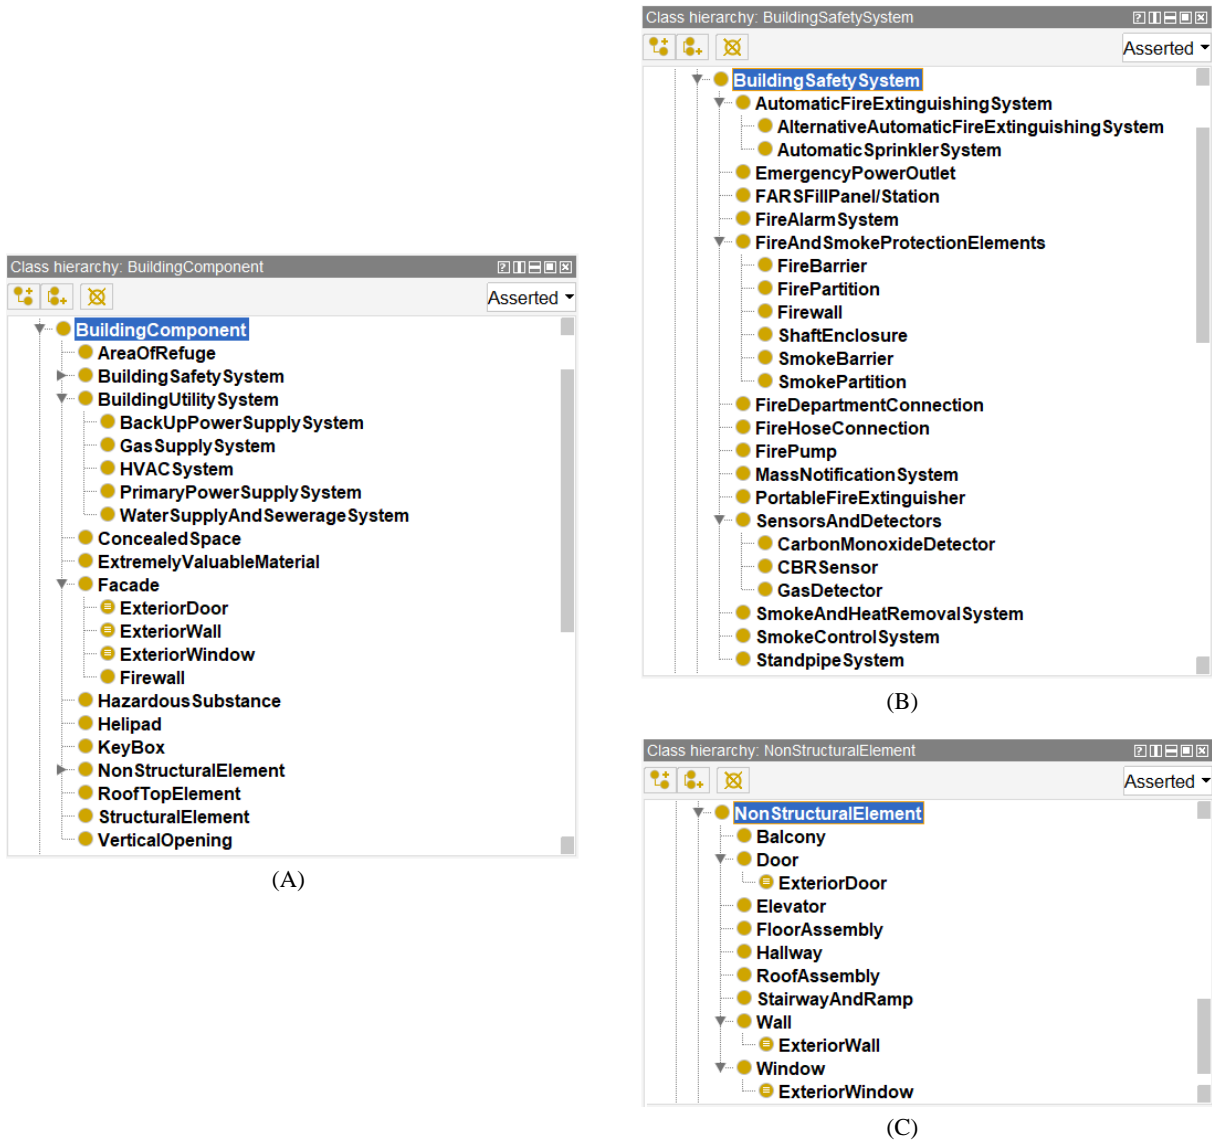 Class hierarchy: BuildingComponent
Asserted
BuildingComponent
AreaOfRefuge
BuildingSafetySystem
BuildingUtilitySystem
BackUpPowerSupplySystem
GasSupplySystem
HVACSystem
PrimaryPowerSupplySystem
WaterSupplyAndSewerageSystem
ConcealedSpace
ExtremelyValuableMaterial
Facade
ExteriorDoor
ExteriorWall
ExteriorWindow
Firewall
HazardousSubstance
Helipad
KeyBox
NonStructuralElement
RoofTopElement
StructuralElement
VerticalOpening
(A)
Class hierarchy: BuildingSafetySystem
Asserted
BuildingSafetySystem
AutomaticFireExtinguishingSystem
AlternativeAutomaticFireExtinguishingSystem
AutomaticSprinklerSystem
EmergencyPowerOutlet
FARSFillPanel/Station
FireAlarmSystem
FireAndSmokeProtectionElements
FireBarrier
FirePartition
Firewall
ShaftEnclosure
SmokeBarrier
SmokePartition
FireDepartmentConnection
FireHoseConnection
FirePump
MassNotificationSystem
PortableFireExtinguisher
SensorsAndDetectors
CarbonMonoxideDetector
CBRSensor
GasDetector
SmokeAndHeatRemovalSystem
SmokeControlSystem
StandpipeSystem
(B)
Class hierarchy: NonStructuralElement
Asserted
NonStructuralElement
Balcony
Door
ExteriorDoor
Elevator
FloorAssembly
Hallway
RoofAssembly
StairwayAndRamp
Wall
ExteriorWall
Window
ExteriorWindow
(C)